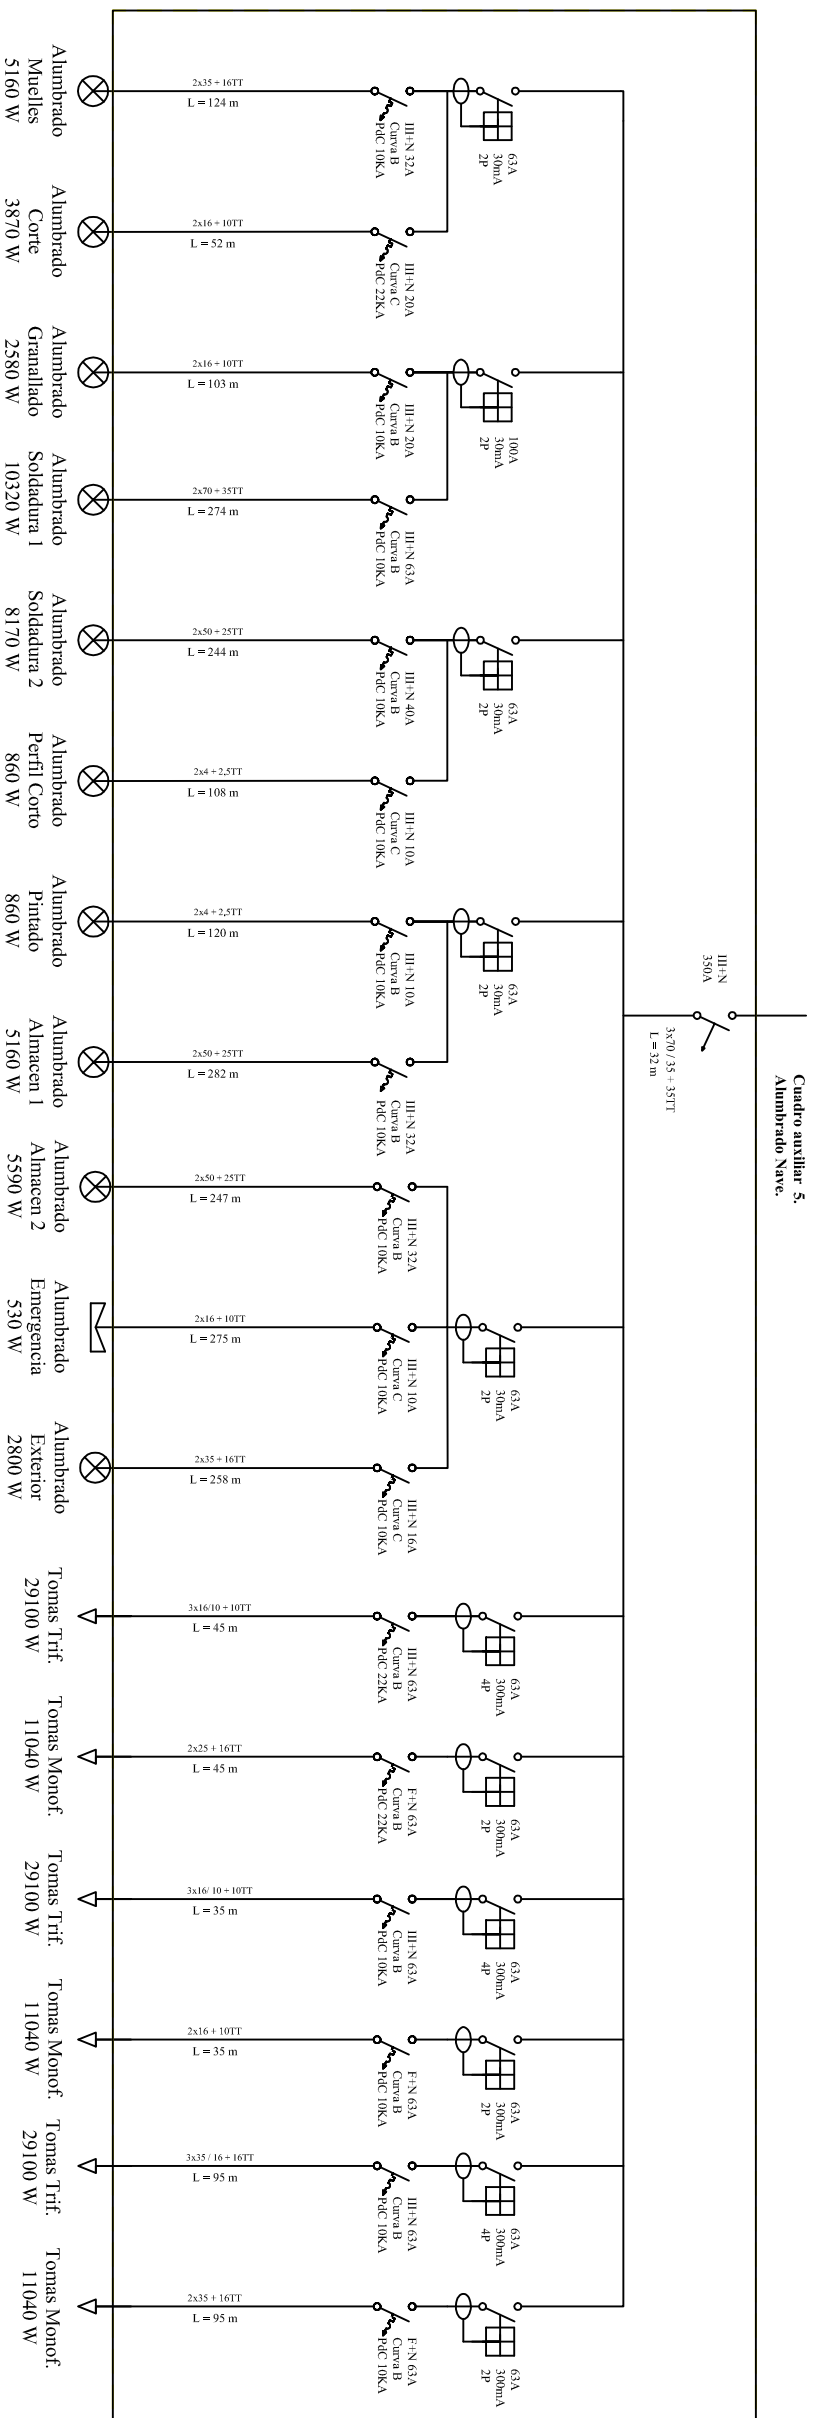 Cuadro auxiliar 5.
Alumbrado Nave.
III+N
350A
3x70 / 35 + 35TT
L = 32 m
63A
30mA
2P
III+N 32A
Curva B
PdC 10KA
2x35 + 16TT
L = 124 m
Alumbrado
Muelles
5160 W
III+N 20A
Curva C
PdC 22KA
2x16 + 10TT
L = 52 m
Alumbrado
Corte
3870 W
100A
30mA
2P
III+N 20A
Curva B
PdC 10KA
2x16 + 10TT
L = 103 m
Alumbrado
Granallado
2580 W
III+N 63A
Curva B
PdC 10KA
2x70 + 35TT
L = 274 m
Alumbrado
Soldadura 1
10320 W
63A
30mA
2P
III+N 40A
Curva B
PdC 10KA
2x50 + 25TT
L = 244 m
Alumbrado
Soldadura 2
8170 W
III+N 10A
Curva C
PdC 10KA
2x4 + 2,5TT
L = 108 m
Alumbrado
Perfil Corto
860 W
63A
30mA
2P
III+N 10A
Curva B
PdC 10KA
2x4 + 2,5TT
L = 120 m
Alumbrado
Pintado
860 W
III+N 32A
Curva B
PdC 10KA
2x50 + 25TT
L = 282 m
Alumbrado
Almacen 1
5160 W
III+N 32A
Curva B
PdC 10KA
2x50 + 25TT
L = 247 m
Alumbrado
Almacen 2
5590 W
63A
30mA
2P
III+N 10A
Curva C
PdC 10KA
2x16 + 10TT
L = 275 m
Alumbrado
Emergencia
530 W
III+N 16A
Curva C
PdC 10KA
2x35 + 16TT
L = 258 m
Alumbrado
Exterior
2800 W
63A
300mA
4P
III+N 63A
Curva B
PdC 22KA
3x16/10 + 10TT
L = 45 m
Tomas Trif.
29100 W
63A
300mA
2P
F+N 63A
Curva B
PdC 22KA
2x25 + 16TT
L = 45 m
Tomas Monof.
11040 W
63A
300mA
4P
III+N 63A
Curva B
PdC 10KA
3x16/ 10 + 10TT
L = 35 m
Tomas Trif.
29100 W
63A
300mA
2P
F+N 63A
Curva B
PdC 10KA
2x16 + 10TT
L = 35 m
Tomas Monof.
11040 W
63A
300mA
4P
III+N 63A
Curva B
PdC 10KA
3x35 / 16 + 16TT
L = 95 m
Tomas Trif.
29100 W
63A
300mA
2P
F+N 63A
Curva B
PdC 10KA
2x35 + 16TT
L = 95 m
Tomas Monof.
11040 W